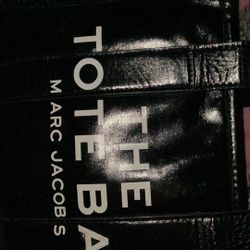 THE
TOTE BA
MARC JACOBS